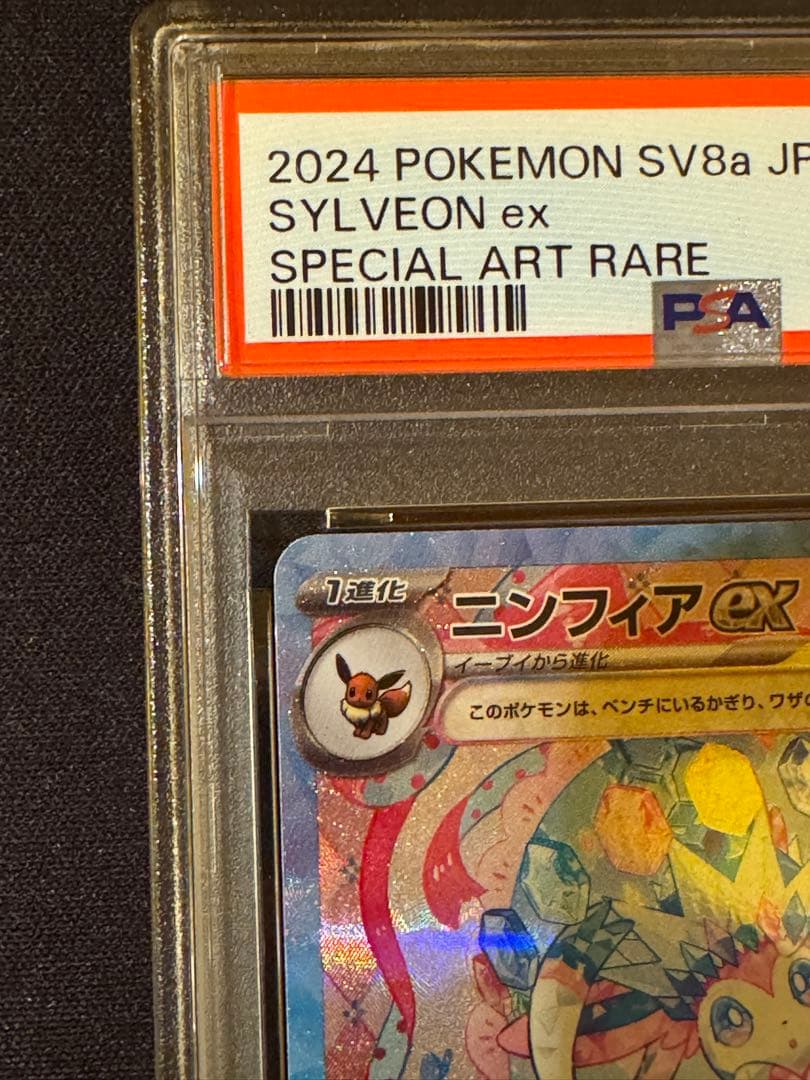 2024 POKEMON SV8a JP
SYLVEON ex
SPECIAL ART RARE
PSA
1進化
ニンフィアex
イーブイから進化
このポケモンは、ベンチにいるかぎり、ワザの